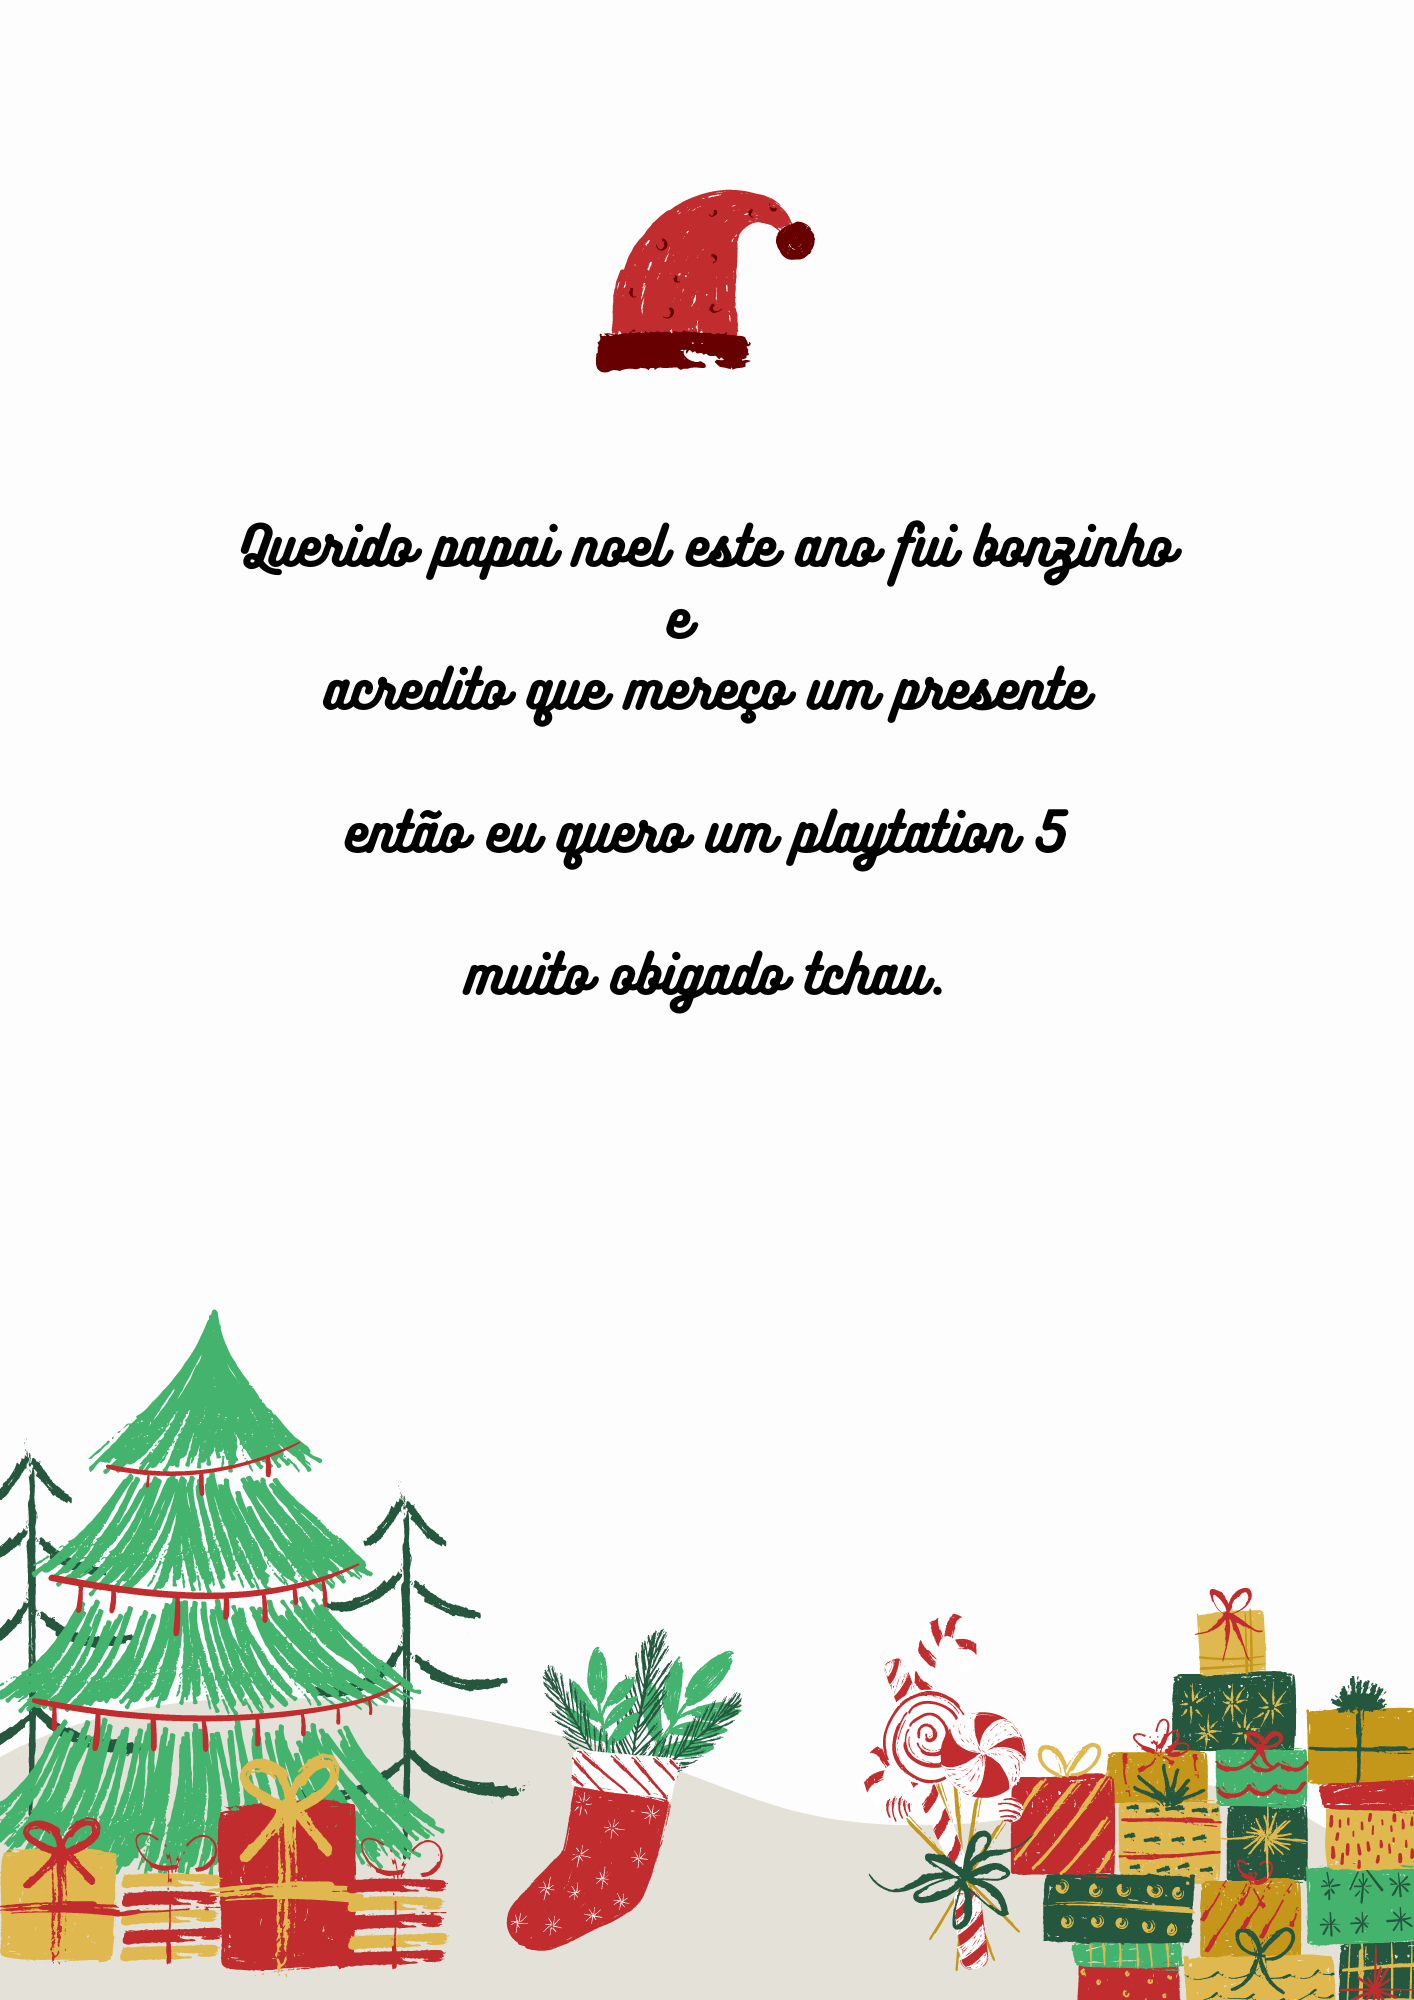 Querido papai noel este ano fui bonzinho
e
acredito que mereço um presente
então eu quero um playtation 5
muito obigado tchau.